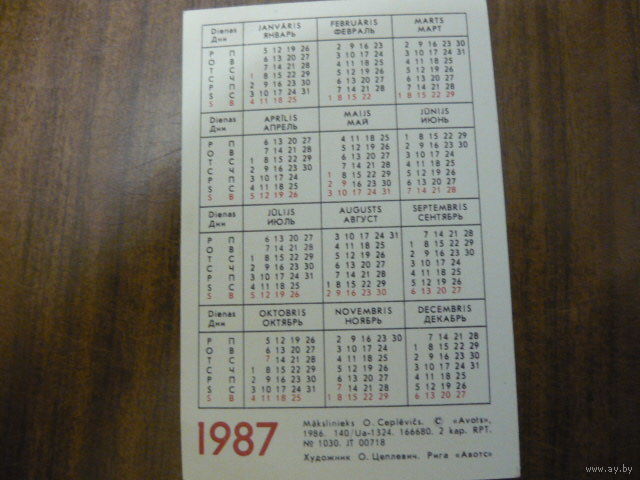 Dienas JANVĀRIS FEBRUĀRIS MARTS
Дни ЯНВАРЬ ФЕВРАЛЬ МАРТ
P П 5 12 19 26 2 9 16 23 2 9 16 23 30
O В 6 13 20 27 3 10 17 24 3 10 17 24 31
T С 7 14 21 28 4 11 18 25 4 11 18 25
C Ч 1 8 15 22 29 5 12 19 26 5 12 19 26
P П 2 9 16 23 30 6 13 20 27 6 13 20 27
S С 3 10 17 24 31 7 14 21 28 7 14 21 28
S В 4 11 18 25 1 8 15 22 1 8 15 22 29
Dienas APRĪLIS MAIJS JŪNIJS
Дни АПРЕЛЬ МАЙ ИЮНЬ
P П 6 13 20 27 4 11 18 25 1 8 15 22 29
O В 7 14 21 28 5 12 19 26 2 9 16 23 30
T С 1 8 15 22 29 6 13 20 27 3 10 17 24
C Ч 2 9 16 23 30 7 14 21 28 4 11 18 25
P П 3 10 17 24 1 8 15 22 29 5 12 19 26
S С 4 11 18 25 2 9 16 23 30 6 13 20 27
S В 5 12 19 26 3 10 17 24 31 7 14 21 28
Dienas JŪLIJS AUGUSTS SEPTEMBRIS
Дни ИЮЛЬ АВГУСТ СЕНТЯБРЬ
P П 6 13 20 27 3 10 17 24 31 7 14 21 28
O В 7 14 21 28 4 11 18 25 1 8 15 22 29
T С 1 8 15 22 29 5 12 19 26 2 9 16 23 30
C Ч 2 9 16 23 30 6 13 20 27 3 10 17 24
P П 3 10 17 24 31 7 14 21 28 4 11 18 25
S С 4 11 18 25 1 8 15 22 29 5 12 19 26
S В 5 12 19 26 2 9 16 23 30 6 13 20 27
Dienas OKTOBRIS NOVEMBRIS DECEMBRIS
Дни ОКТЯБРЬ НОЯБРЬ ДЕКАБРЬ
P П 5 12 19 26 2 9 16 23 30 7 14 21 28
O В 6 13 20 27 3 10 17 24 1 8 15 22 29
T С 7 14 21 28 4 11 18 25 2 9 16 23 30
C Ч 1 8 15 22 29 5 12 19 26 3 10 17 24 31
P П 2 9 16 23 30 6 13 20 27 4 11 18 25
S С 3 10 17 24 31 7 14 21 28 5 12 19 26
S В 4 11 18 25 1 8 15 22 29 6 13 20 27
1987
Mākslinieks O. Ceplēvičs. © «Avots»,
1986. 140/Ua-1324. 166680. 2 kap. RPT.
№ 1030. JT 00718
Художник О. Цеплевич. Рига «Авотс»
www.ay.by